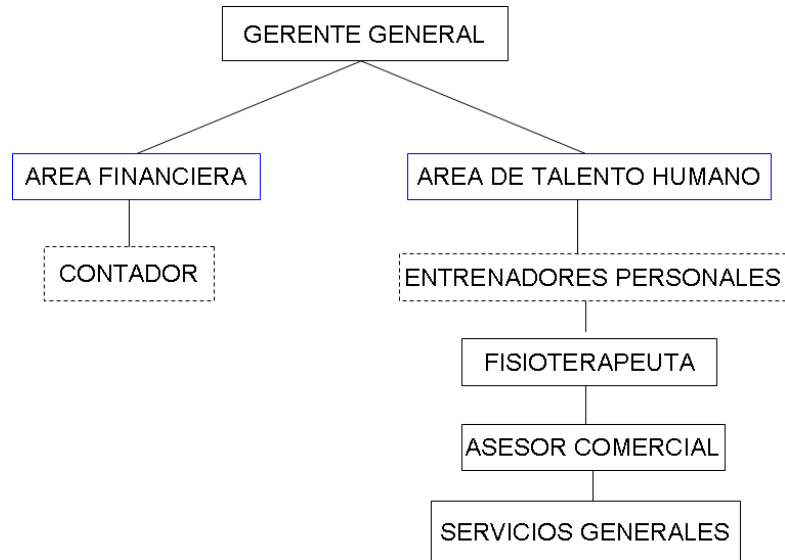 GERENTE GENERAL
AREA FINANCIERA
AREA DE TALENTO HUMANO
CONTADOR
ENTRENADORES PERSONALES
FISIOTERAPEUTA
ASESOR COMERCIAL
SERVICIOS GENERALES